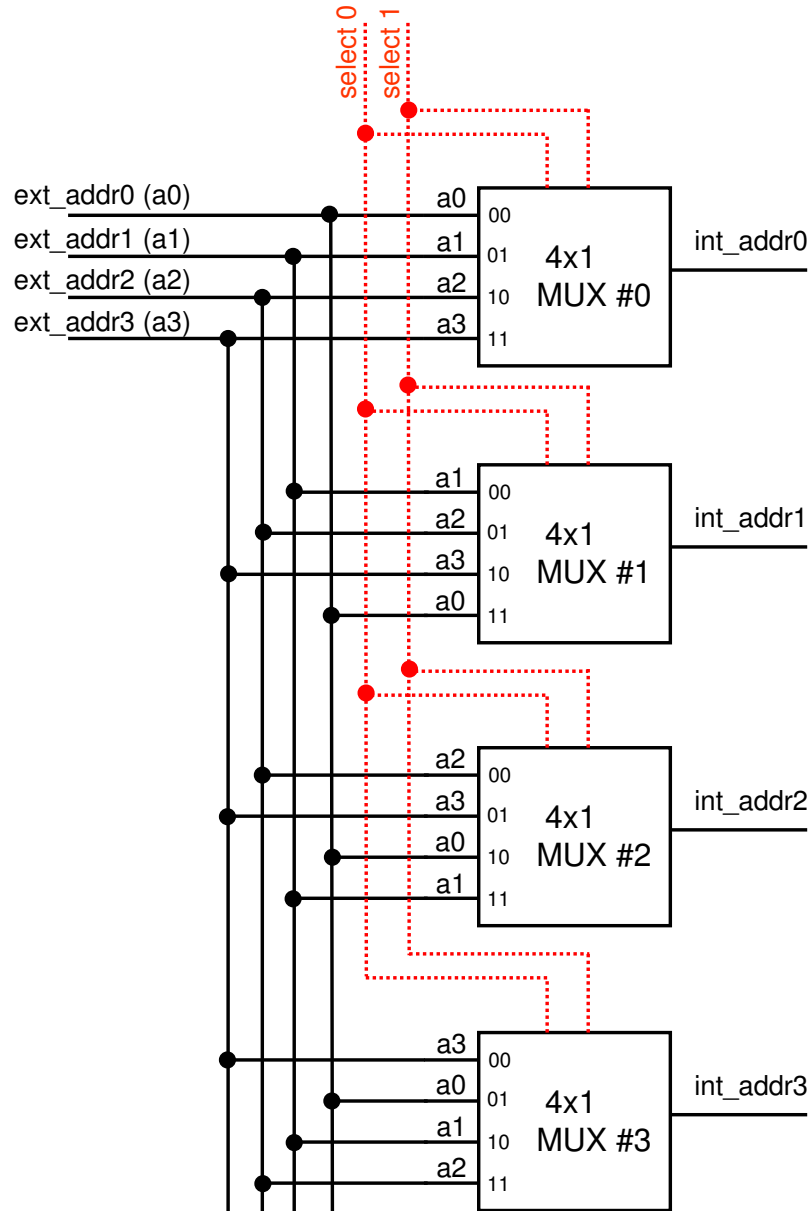 select 0
select 1
ext_addr0 (a0)
ext_addr1 (a1)
ext_addr2 (a2)
ext_addr3 (a3)
a0 00
a1 01
a2 10
a3 11
4x1
MUX #0
int_addr0
a1 00
a2 01
a3 10
a0 11
4x1
MUX #1
int_addr1
a2 00
a3 01
a0 10
a1 11
4x1
MUX #2
int_addr2
a3 00
a0 01
a1 10
a2 11
4x1
MUX #3
int_addr3